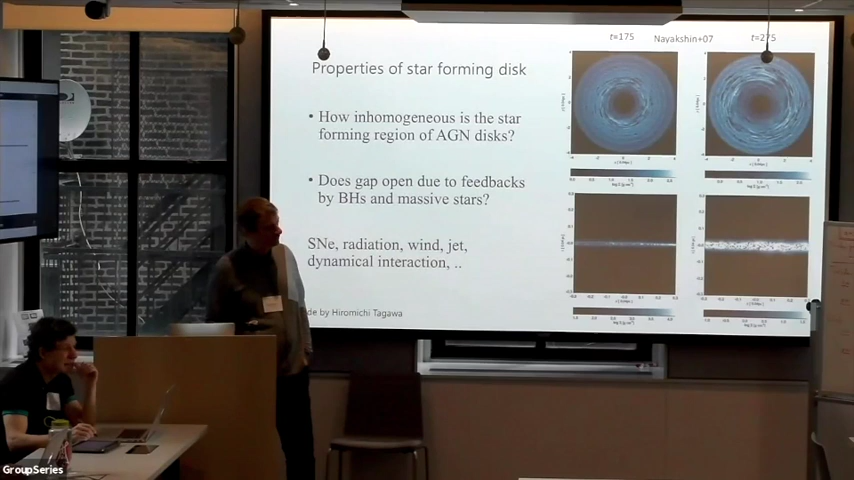 Properties of star forming disk
• How inhomogeneous is the star
forming region of AGN disks?
• Does gap open due to feedbacks
by BHs and massive stars?
SNe, radiation, wind, jet,
dynamical interaction, ..
de by Hiromichi Tagawa
t=175
Nayakshin+07
t=275
GroupSeries